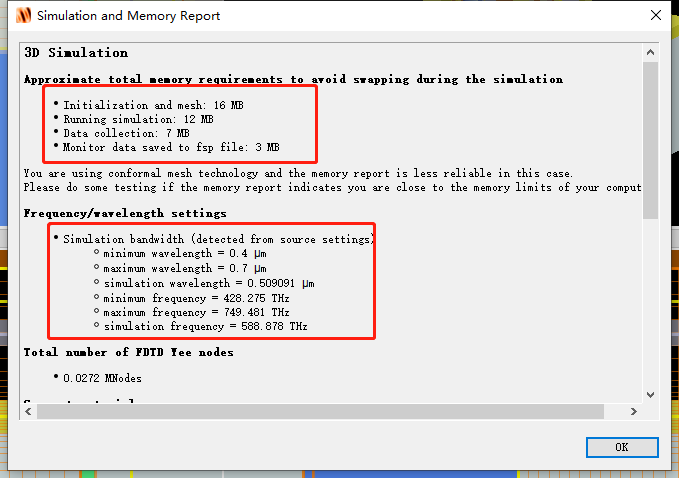 Simulation and Memory Report
3D Simulation
Approximate total memory requirements to avoid swapping during the simulation
Initialization and mesh: 16 MB
Running simulation: 12 MB
Data collection: 7 MB
Monitor data saved to fsp file: 3 MB
You are using conformal mesh technology and the memory report is less reliable in this case.
Please do some testing if the memory report indicates you are close to the memory limits of your comput
Frequency/wavelength settings
Simulation bandwidth (detected from source settings)
minimum wavelength = 0.4 µm
maximum wavelength = 0.7 µm
simulation wavelength = 0.509091 µm
minimum frequency = 428.275 THz
maximum frequency = 749.481 THz
simulation frequency = 588.878 THz
Total number of FDTD Yee nodes
0.0272 MNodes
OK